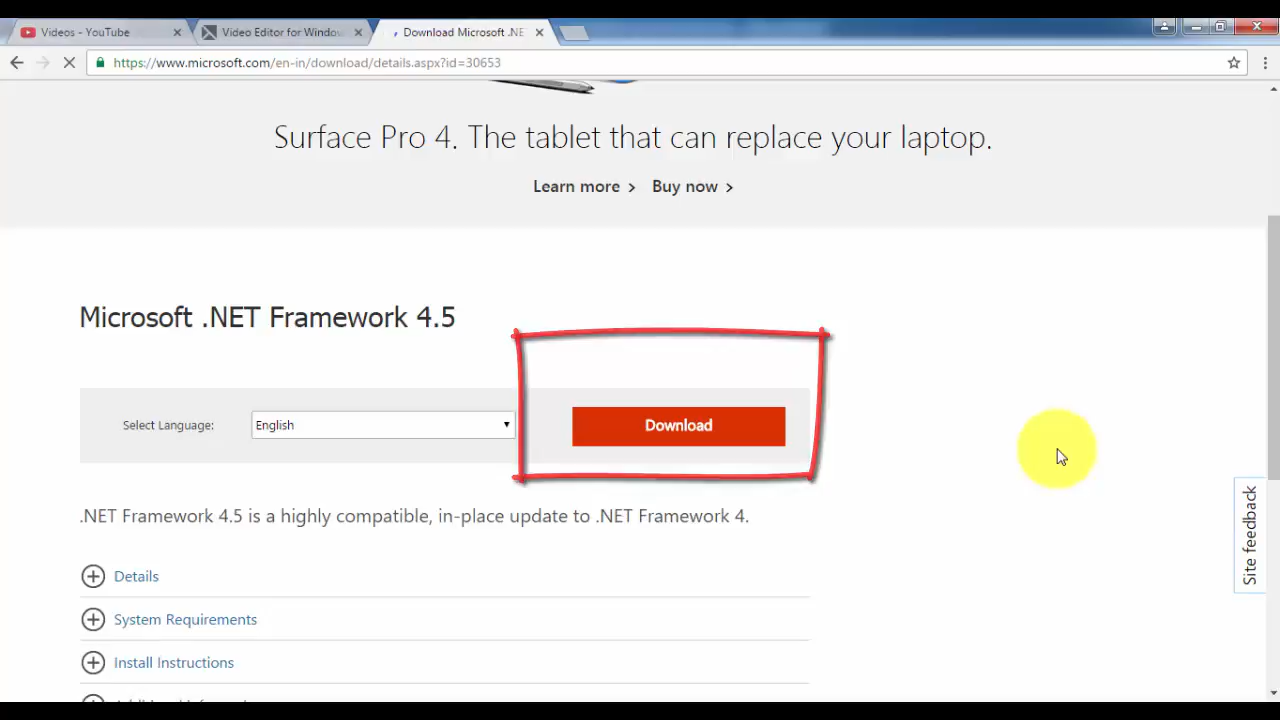 Videos - YouTube
Video Editor for Window
Download Microsoft .NE
https://www.microsoft.com/en-in/download/details.aspx?id=30653
Surface Pro 4. The tablet that can replace your laptop.
Learn more > Buy now >
Microsoft .NET Framework 4.5
Select Language: English
Download
.NET Framework 4.5 is a highly compatible, in-place update to .NET Framework 4.
Site feedback
Details
System Requirements
Install Instructions